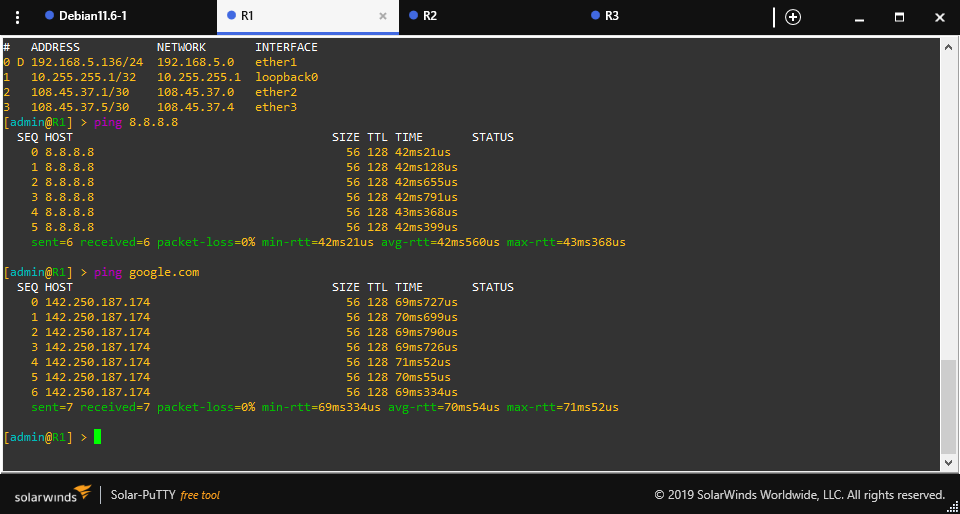 Debian11.6-1 R1 × R2 R3
# ADDRESS NETWORK INTERFACE
0 D 192.168.5.136/24 192.168.5.0 ether1
1 10.255.255.1/32 10.255.255.1 loopback0
2 108.45.37.1/30 108.45.37.0 ether2
3 108.45.37.5/30 108.45.37.4 ether3
[admin@R1] > ping 8.8.8.8
SEQ HOST SIZE TTL TIME STATUS
0 8.8.8.8 56 128 42ms21us
1 8.8.8.8 56 128 42ms128us
2 8.8.8.8 56 128 42ms655us
3 8.8.8.8 56 128 42ms791us
4 8.8.8.8 56 128 43ms368us
5 8.8.8.8 56 128 42ms399us
sent=6 received=6 packet-loss=0% min-rtt=42ms21us avg-rtt=42ms560us max-rtt=43ms368us
[admin@R1] > ping google.com
SEQ HOST SIZE TTL TIME STATUS
0 142.250.187.174 56 128 69ms727us
1 142.250.187.174 56 128 70ms699us
2 142.250.187.174 56 128 69ms790us
3 142.250.187.174 56 128 69ms726us
4 142.250.187.174 56 128 71ms52us
5 142.250.187.174 56 128 70ms55us
6 142.250.187.174 56 128 69ms334us
sent=7 received=7 packet-loss=0% min-rtt=69ms334us avg-rtt=70ms54us max-rtt=71ms52us
[admin@R1] >
solarwinds | Solar-PuTTY free tool © 2019 SolarWinds Worldwide, LLC. All rights reserved.